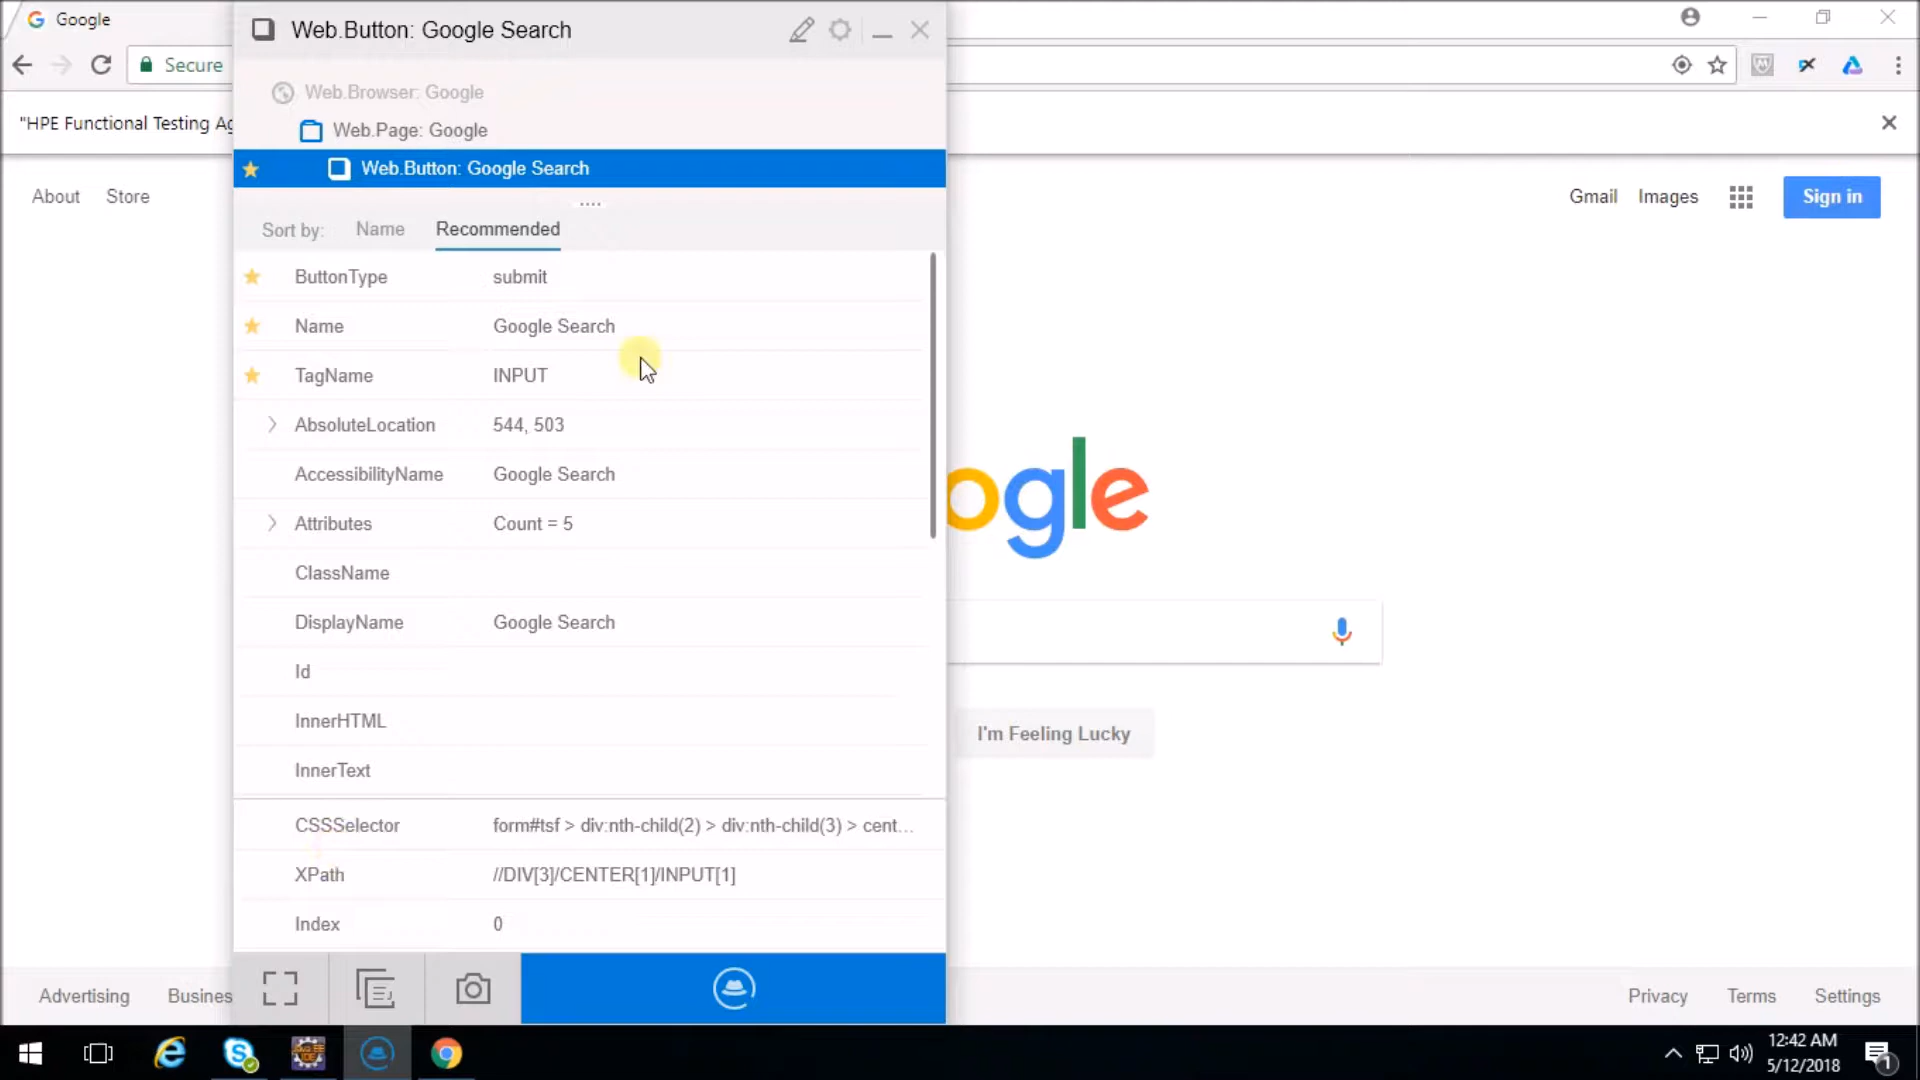 Google
Web.Button: Google Search
Secure
Web.Browser: Google
"HPE Functional Testing Ag
Web.Page: Google
Web.Button: Google Search
About
Store
Gmail
Images
Sign in
Sort by:
Name
Recommended
ButtonType
submit
Name
Google Search
TagName
INPUT
AbsoluteLocation
544, 503
AccessibilityName
Google Search
Attributes
Count = 5
ogle
ClassName
DisplayName
Google Search
Id
InnerHTML
I'm Feeling Lucky
InnerText
CSSSelector
form#tsf > div:nth-child(2) > div:nth-child(3) > cent...
XPath
//DIV[3]/CENTER[1]/INPUT[1]
Index
0
Advertising
Busines
Privacy
Terms
Settings
12:42 AM
5/12/2018
1